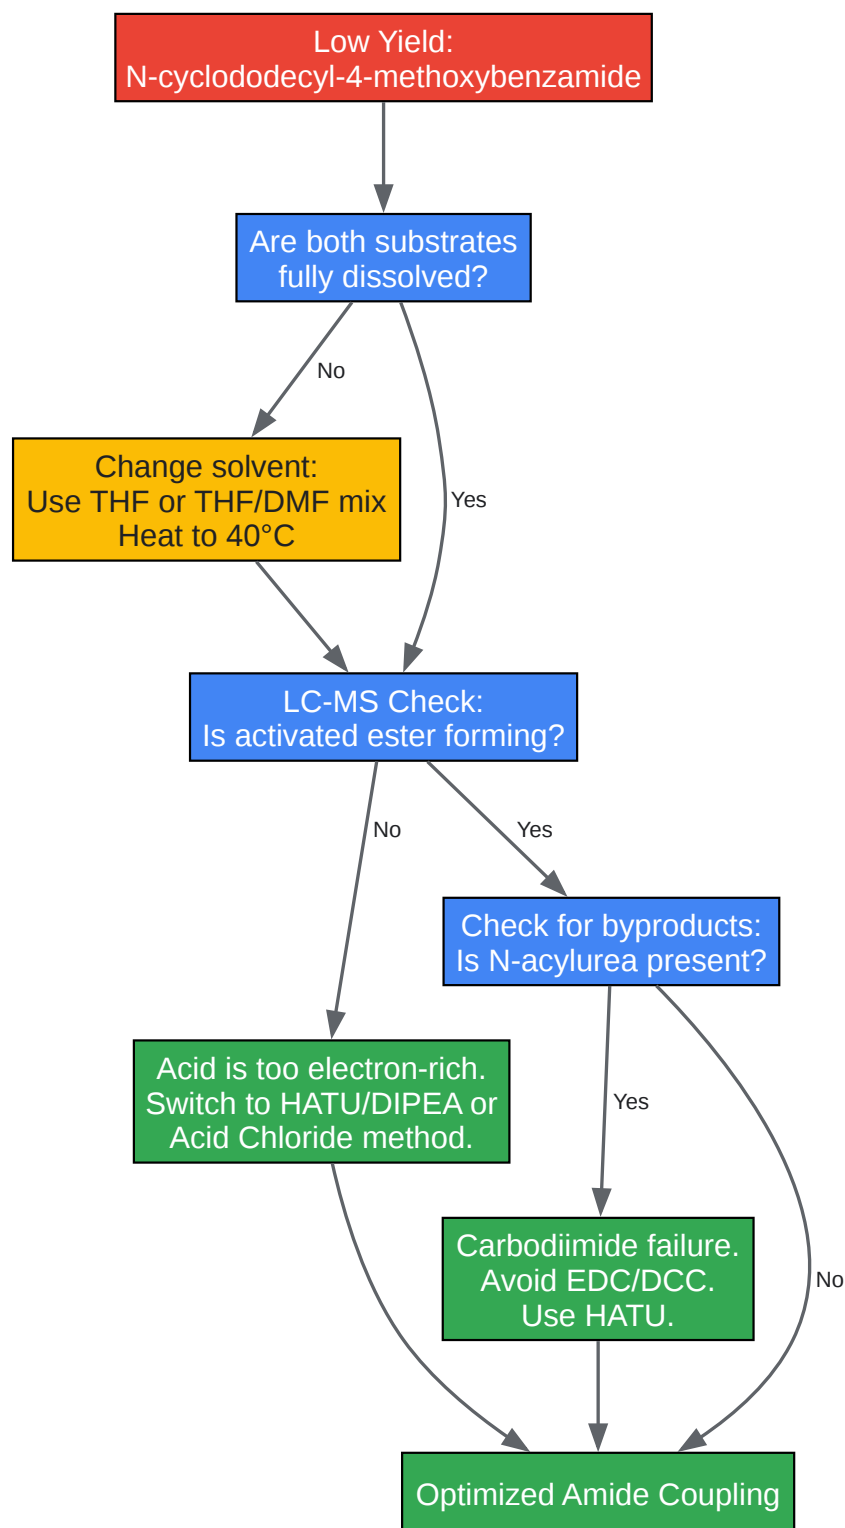 Low Yield:
N-cyclododecyl-4-methoxybenzamide
Are both substrates
fully dissolved?
No
Change solvent:
Use THF or THF/DMF mix
Heat to 40°C
Yes
LC-MS Check:
Is activated ester forming?
No
Yes
Check for byproducts:
Is N-acylurea present?
Acid is too electron-rich.
Switch to HATU/DIPEA or
Acid Chloride method.
Yes
Carbodiimide failure.
Avoid EDC/DCC.
Use HATU.
No
Optimized Amide Coupling